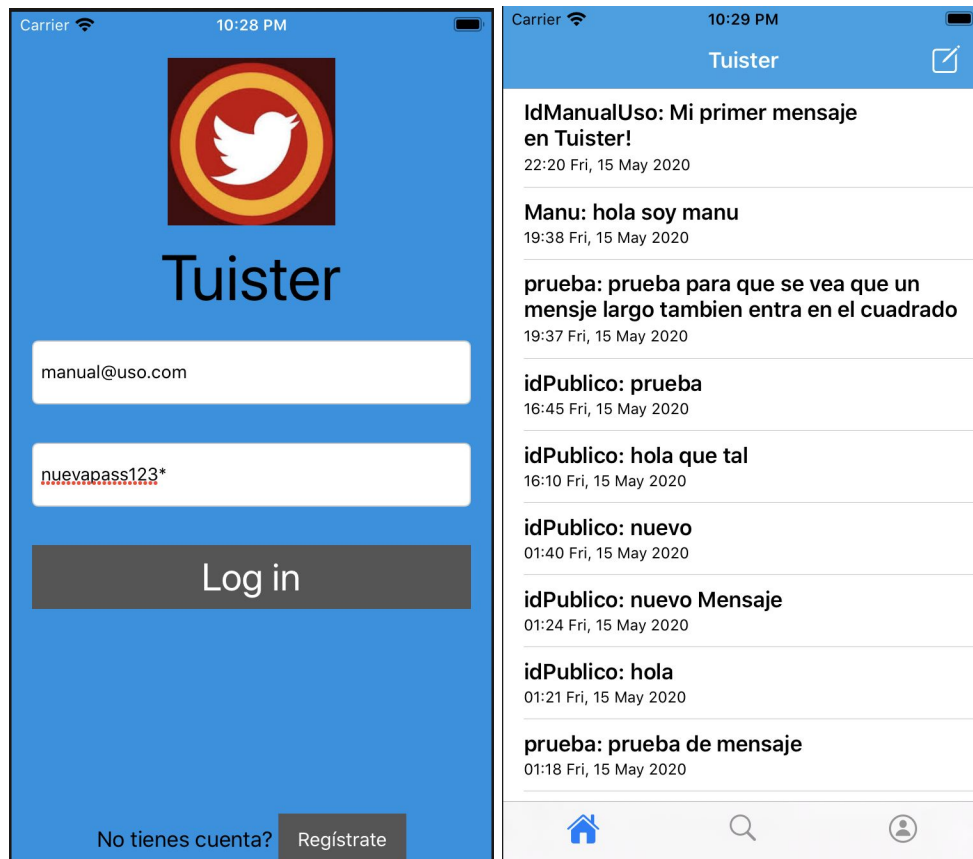 Carrier 10:28 PM
Tuister
manual@uso.com
nuevapass123*
Log in
No tienes cuenta? Regístrate
Carrier 10:29 PM
Tuister
IdManualUso: Mi primer mensaje
en Tuister!
22:20 Fri, 15 May 2020
Manu: hola soy manu
19:38 Fri, 15 May 2020
prueba: prueba para que se vea que un
mensje largo tambien entra en el cuadrado
19:37 Fri, 15 May 2020
idPublico: prueba
16:45 Fri, 15 May 2020
idPublico: hola que tal
16:10 Fri, 15 May 2020
idPublico: nuevo
01:40 Fri, 15 May 2020
idPublico: nuevo Mensaje
01:24 Fri, 15 May 2020
idPublico: hola
01:21 Fri, 15 May 2020
prueba: prueba de mensaje
01:18 Fri, 15 May 2020